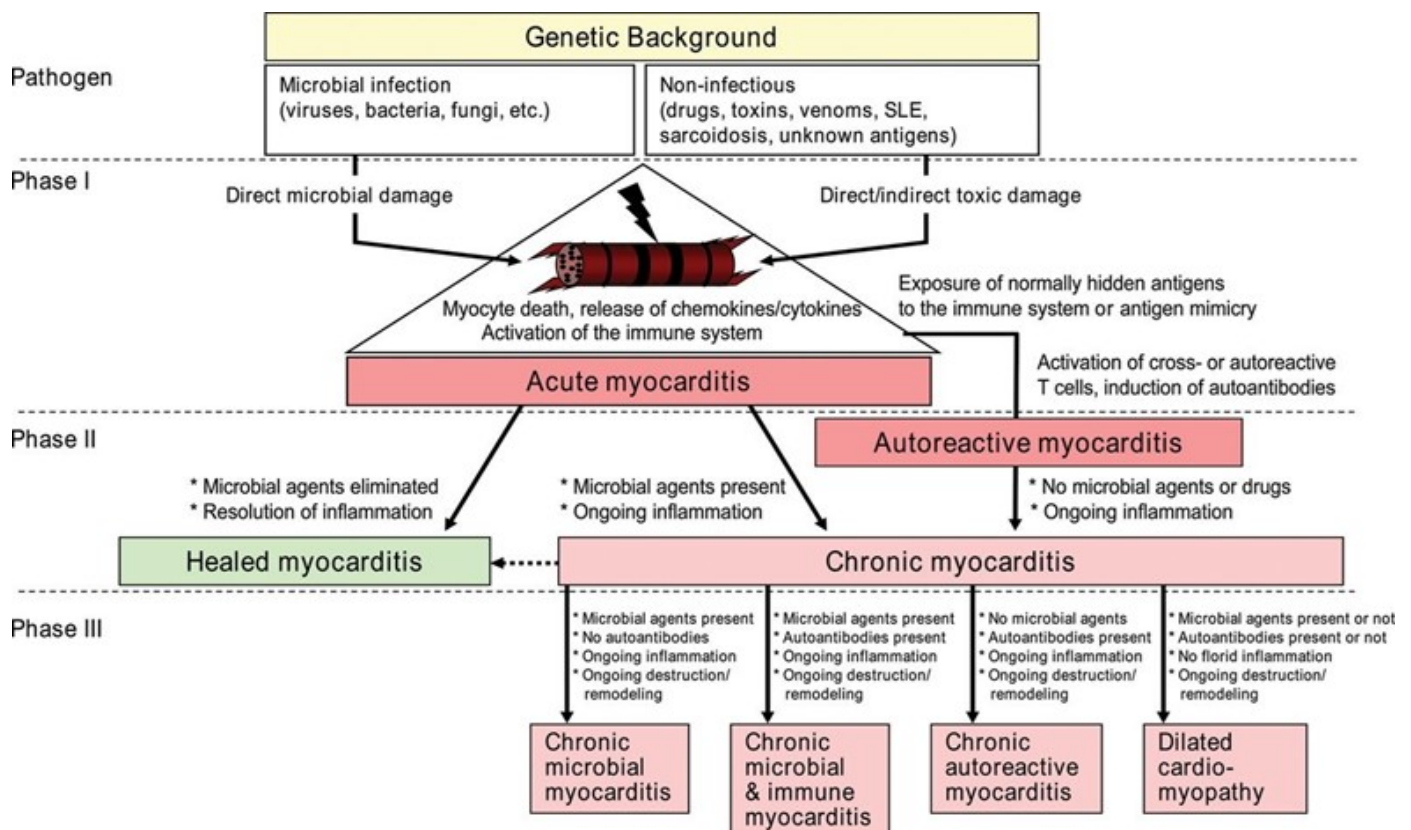 Genetic Background
Pathogen
Microbial infection
(viruses, bacteria, fungi, etc.)
Non-infectious
(drugs, toxins, venoms, SLE,
sarcoidosis, unknown antigens)
Phase I
Direct microbial damage
Direct/indirect toxic damage
Myocyte death, release of chemokines/cytokines
Activation of the immune system
Exposure of normally hidden antigens
to the immune system or antigen mimicry
Acute myocarditis
Activation of cross- or autoreactive
T cells, induction of autoantibodies
Phase II
Autoreactive myocarditis
* Microbial agents eliminated
* Resolution of inflammation
* Microbial agents present
* Ongoing inflammation
* No microbial agents or drugs
* Ongoing inflammation
Healed myocarditis
Chronic myocarditis
Phase III
* Microbial agents present
* No autoantibodies
* Ongoing inflammation
* Ongoing destruction/
remodeling
* Microbial agents present
* Autoantibodies present
* Ongoing inflammation
* Ongoing destruction/
remodeling
* No microbial agents
* Autoantibodies present
* Ongoing inflammation
* Ongoing destruction/
remodeling
* Microbial agents present or not
* Autoantibodies present or not
* No florid inflammation
* Ongoing destruction/
remodeling
Chronic
microbial
myocarditis
Chronic
microbial
& immune
myocarditis
Chronic
autoreactive
myocarditis
Dilated
cardio-
myopathy